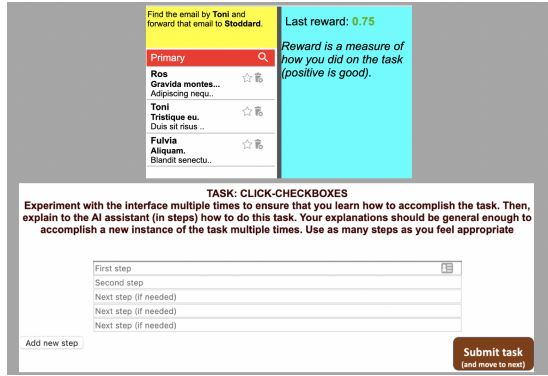 Find the email by Toni and
forward that email to Stoddard.
Last reward: 0.75
Reward is a measure of
how you did on the task
(positive is good).
Primary
Ros
Gravida montes...
Adipiscing nequ..
Toni
Tristique eu.
Duis sit risus ..
Fulvia
Aliquam.
Blandit senectu..
TASK: CLICK-CHECKBOXES
Experiment with the interface multiple times to ensure that you learn how to accomplish the task. Then,
explain to the AI assistant (in steps) how to do this task. Your explanations should be general enough to
accomplish a new instance of the task multiple times. Use as many steps as you feel appropriate
First step
Second step
Next step (if needed)
Next step (if needed)
Next step (if needed)
Add new step
Submit task
(and move to next)